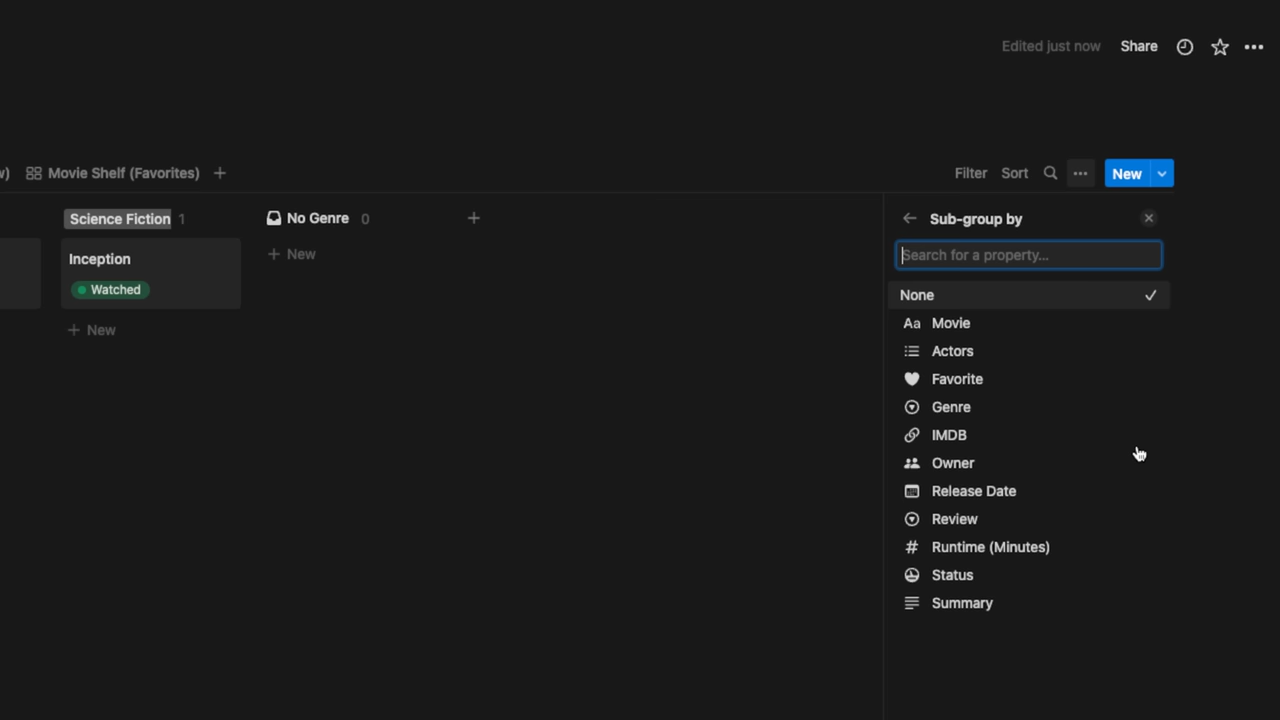 Edited just now Share
w) Movie Shelf (Favorites) +
Filter Sort New
Science Fiction 1 No Genre 0 +
Inception
Watched
+ New
+ New
Sub-group by
Search for a property...
None
Aa Movie
Actors
Favorite
Genre
IMDB
Owner
Release Date
Review
# Runtime (Minutes)
Status
Summary